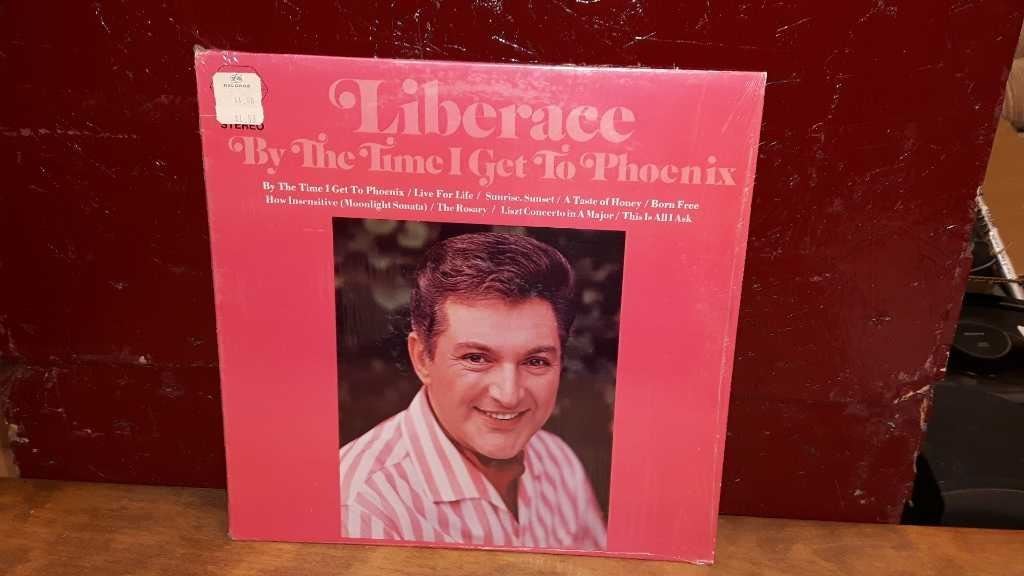 RECORDS
STEREO
Liberace
By The Time I Get To Phoenix
By The Time I Get To Phoenix / Live For Life / Sunrise, Sunset / A Taste of Honey / Born Free
How Insensitive (Moonlight Sonata) / The Rosary / Liszt Concerto in A Major / This Is All I Ask